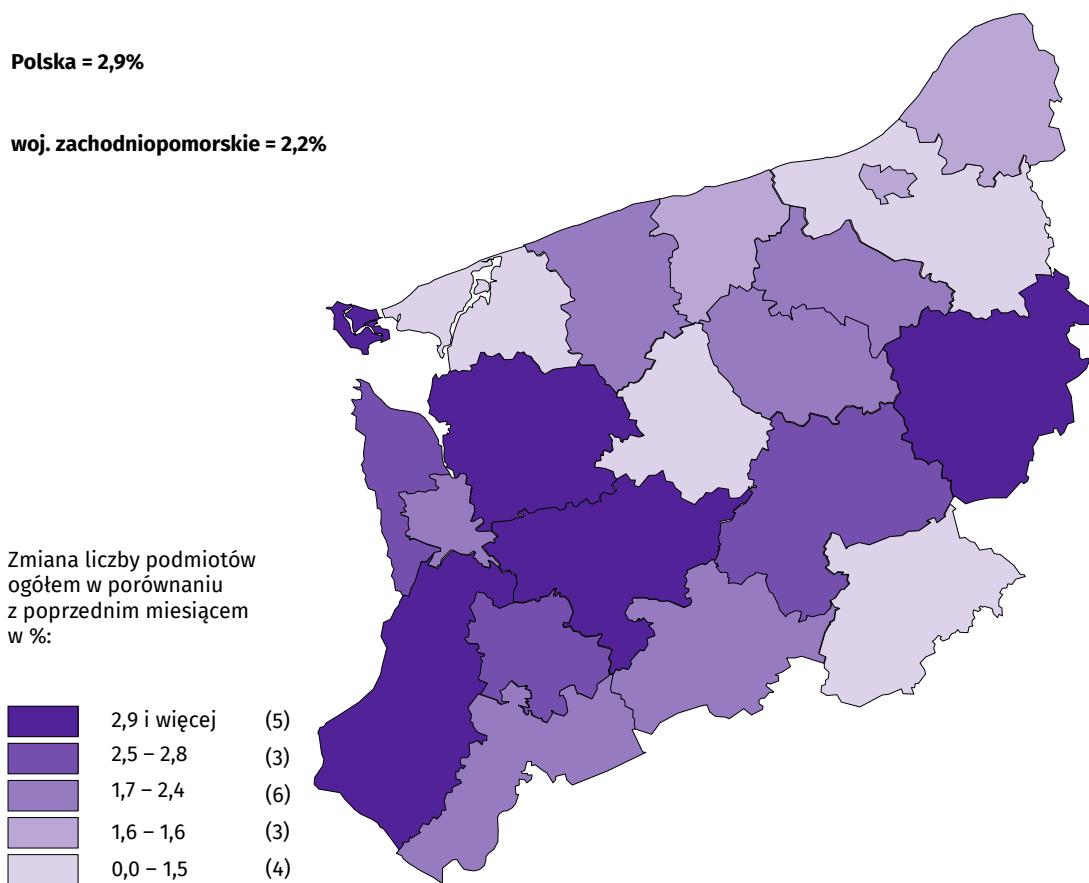 Polska = 2,9%
woj. zachodniopomorskie = 2,2%
Zmiana liczby podmiotów
ogółem w porównaniu
z poprzednim miesiącem
w %:
2,9 i więcej (5)
2,5 – 2,8 (3)
1,7 – 2,4 (6)
1,6 – 1,6 (3)
0,0 – 1,5 (4)